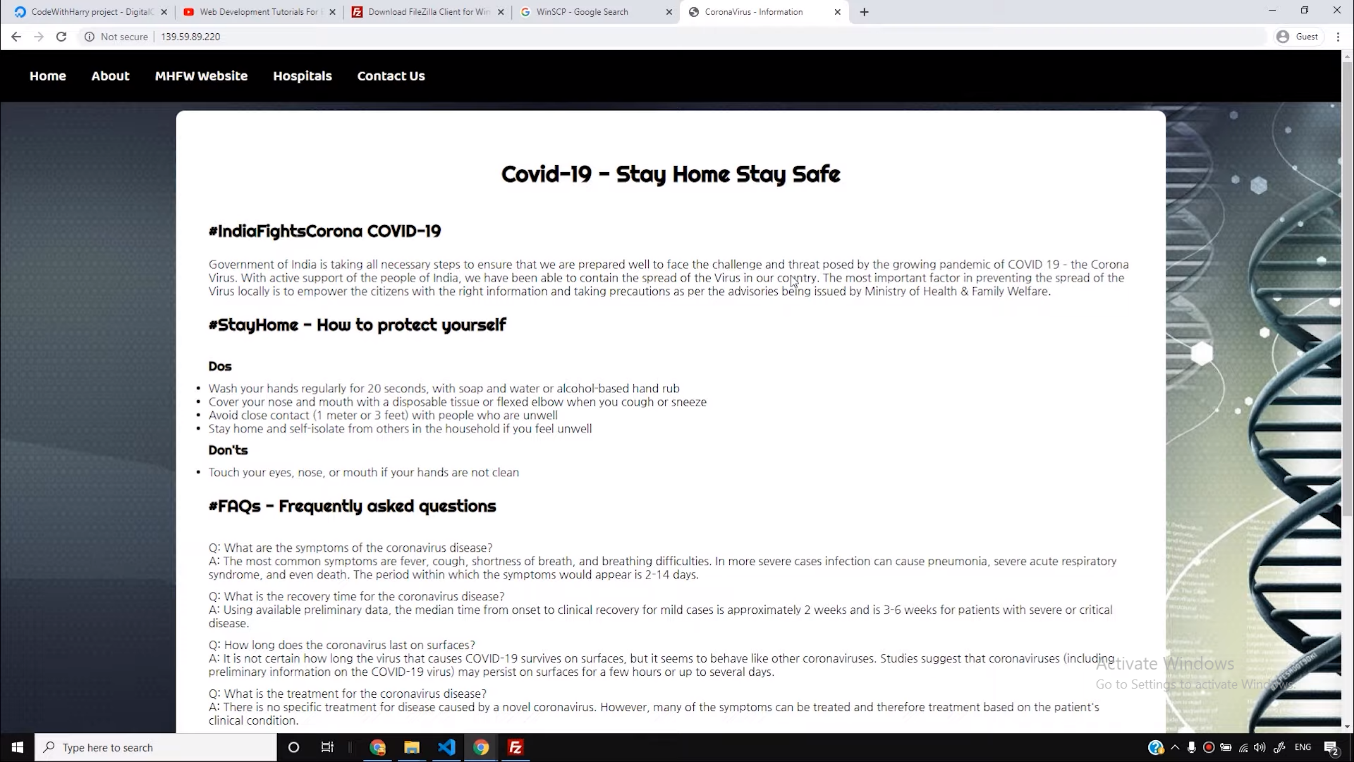 CodeWithHarry project - DigitalO
Web Development Tutorials For
Download FileZilla Client for Win
WinSCP - Google Search
CoronaVirus - Information
Not secure
139.59.89.220
Guest
Home
About
MHFW Website
Hospitals
Contact Us
Covid-19 - Stay Home Stay Safe
#IndiaFightsCorona COVID-19
Government of India is taking all necessary steps to ensure that we are prepared well to face the challenge and threat posed by the growing pandemic of COVID 19 - the Corona
Virus. With active support of the people of India, we have been able to contain the spread of the Virus in our country. The most important factor in preventing the spread of the
Virus locally is to empower the citizens with the right information and taking precautions as per the advisories being issued by Ministry of Health & Family Welfare.
#StayHome - How to protect yourself
Dos
Wash your hands regularly for 20 seconds, with soap and water or alcohol-based hand rub
Cover your nose and mouth with a disposable tissue or flexed elbow when you cough or sneeze
Avoid close contact (1 meter or 3 feet) with people who are unwell
Stay home and self-isolate from others in the household if you feel unwell
Don'ts
Touch your eyes, nose, or mouth if your hands are not clean
#FAQs - Frequently asked questions
Q: What are the symptoms of the coronavirus disease?
A: The most common symptoms are fever, cough, shortness of breath, and breathing difficulties. In more severe cases infection can cause pneumonia, severe acute respiratory
syndrome, and even death. The period within which the symptoms would appear is 2-14 days.
Q: What is the recovery time for the coronavirus disease?
A: Using available preliminary data, the median time from onset to clinical recovery for mild cases is approximately 2 weeks and is 3-6 weeks for patients with severe or critical
disease.
Q: How long does the coronavirus last on surfaces?
A: It is not certain how long the virus that causes COVID-19 survives on surfaces, but it seems to behave like other coronaviruses. Studies suggest that coronaviruses (including
preliminary information on the COVID-19 virus) may persist on surfaces for a few hours or up to several days.
Q: What is the treatment for the coronavirus disease?
A: There is no specific treatment for disease caused by a novel coronavirus. However, many of the symptoms can be treated and therefore treatment based on the patient's
clinical condition.
Activate Windows
Go to Settings to activate Windows.
Type here to search
ENG
2